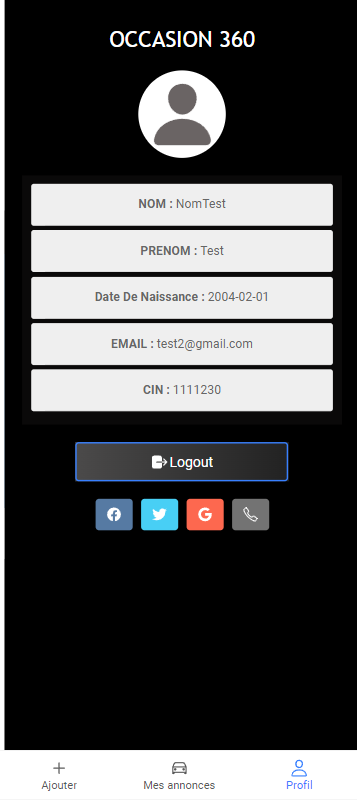 OCCASION 360
NOM : NomTest
PRENOM : Test
Date De Naissance : 2004-02-01
EMAIL : test2@gmail.com
CIN : 1111230
Logout
Ajouter
Mes annonces
Profil